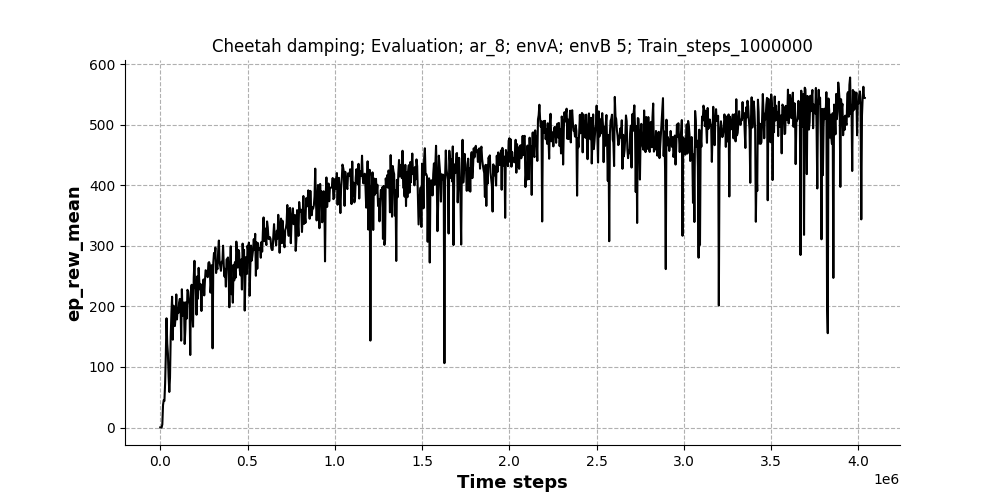 Cheetah damping; Evaluation; ar_8; envA; envB 5; Train_steps_1000000
600
500
400
300
200
100
0
ep_rew_mean
0.0 0.5 1.0 1.5 2.0 2.5 3.0 3.5 4.0
1e6
Time steps